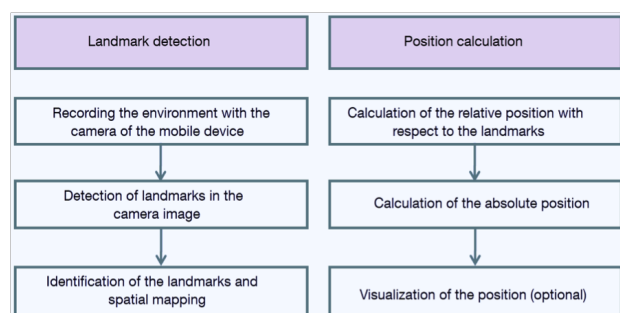 Landmark detection
Recording the environment with the
camera of the mobile device
Detection of landmarks in the
camera image
Identification of the landmarks and
spatial mapping
Position calculation
Calculation of the relative position with
respect to the landmarks
Calculation of the absolute position
Visualization of the position (optional)